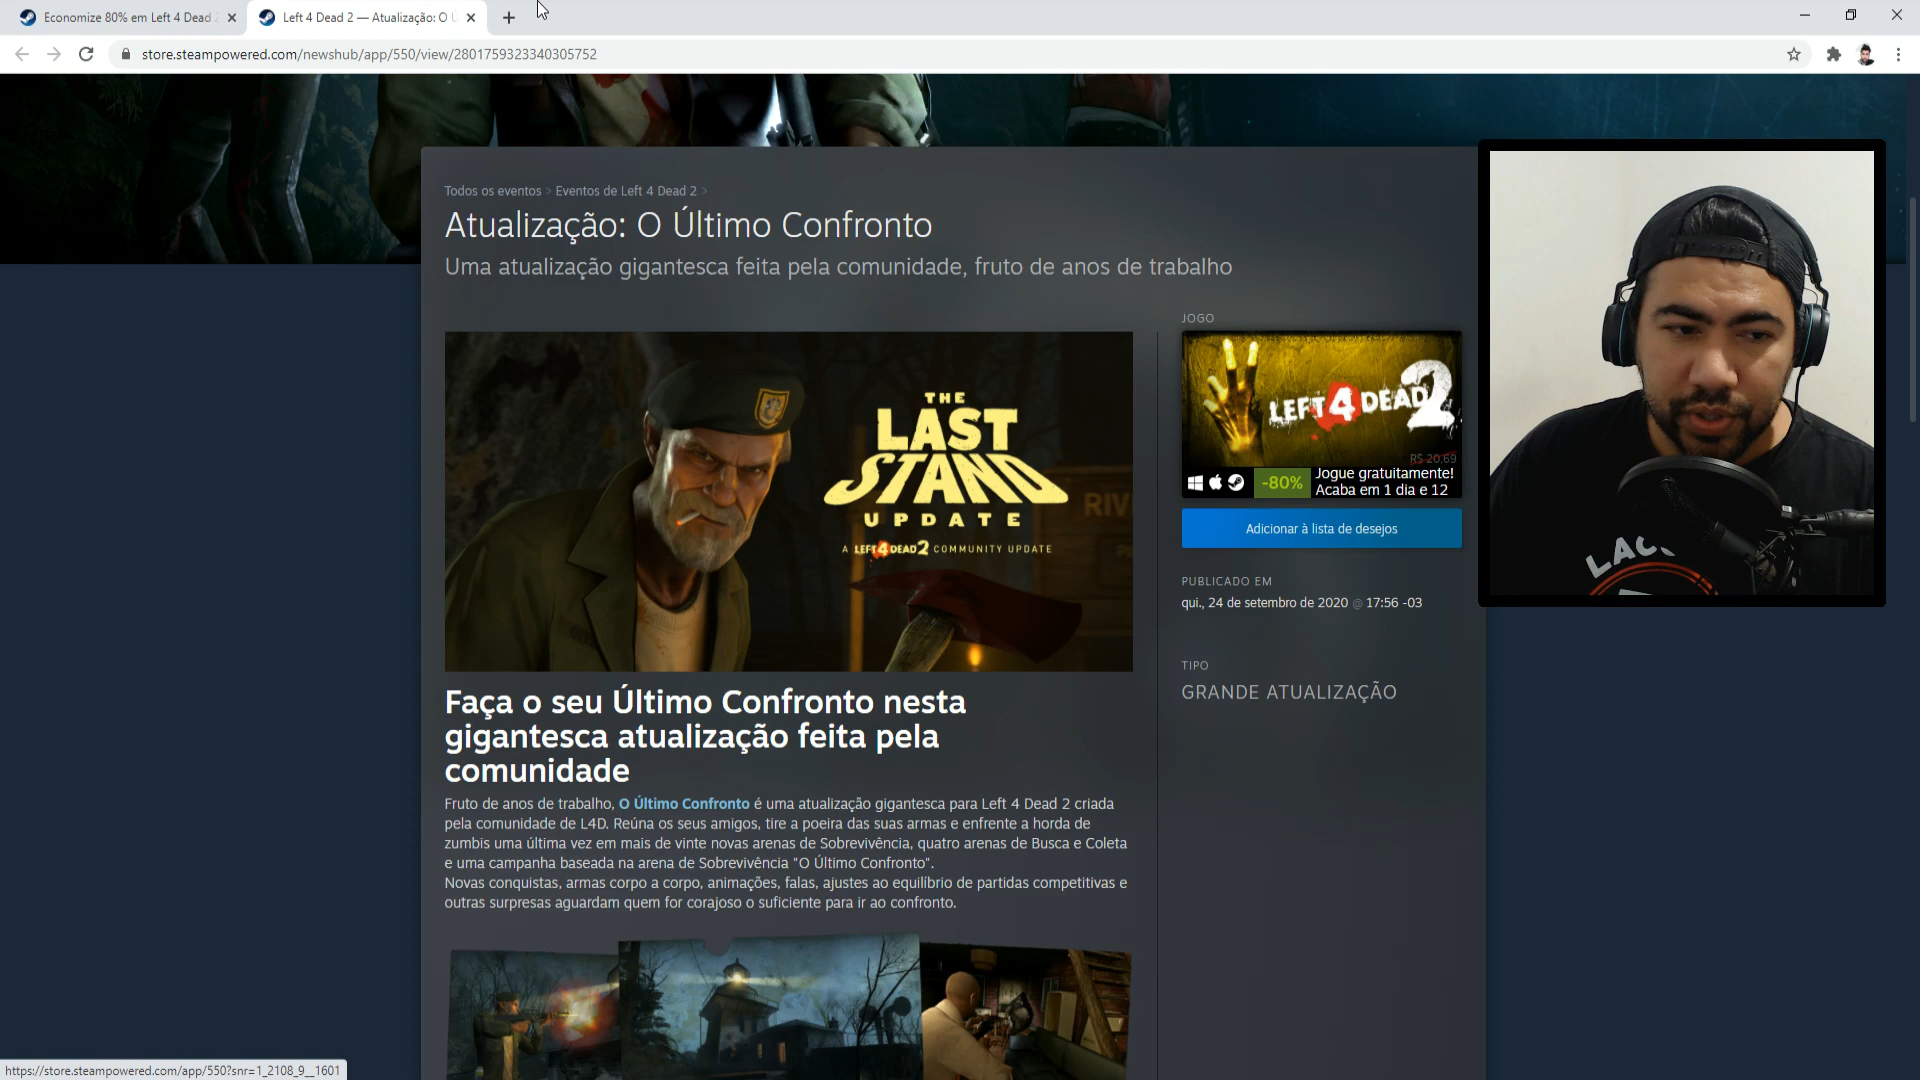 Economize 80% em Left 4 Dead 2
Left 4 Dead 2 — Atualização: O Ú
store.steampowered.com/newshub/app/550/view/2801759323340305752
Todos os eventos > Eventos de Left 4 Dead 2 >
Atualização: O Último Confronto
Uma atualização gigantesca feita pela comunidade, fruto de anos de trabalho
THE
LAST
STAND
UPDATE
A LEFT 4 DEAD 2 COMMUNITY UPDATE
RIV
JOGO
LEFT 4 DEAD 2
R$ 20,69
-80%
Jogue gratuitamente!
Acaba em 1 dia e 12
Adicionar à lista de desejos
PUBLICADO EM
qui., 24 de setembro de 2020 @ 17:56 -03
TIPO
GRANDE ATUALIZAÇÃO
Faça o seu Último Confronto nesta
gigantesca atualização feita pela
comunidade
Fruto de anos de trabalho, O Último Confronto é uma atualização gigantesca para Left 4 Dead 2 criada
pela comunidade de L4D. Reúna os seus amigos, tire a poeira das suas armas e enfrente a horda de
zumbis uma última vez em mais de vinte novas arenas de Sobrevivência, quatro arenas de Busca e Coleta
e uma campanha baseada na arena de Sobrevivência "O Último Confronto".
Novas conquistas, armas corpo a corpo, animações, falas, ajustes ao equilíbrio de partidas competitivas e
outras surpresas aguardam quem for corajoso o suficiente para ir ao confronto.
https://store.steampowered.com/app/550?snr=1_2108_9__1601